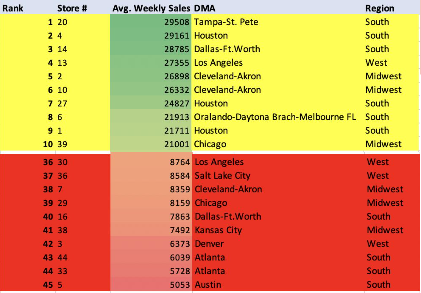 Rank Store # Avg. Weekly Sales DMA Region
1 20 29508 Tampa-St. Pete South
2 4 29161 Houston South
3 14 28785 Dallas-Ft.Worth South
4 13 27355 Los Angeles West
5 2 26898 Cleveland-Akron Midwest
6 10 26332 Cleveland-Akron Midwest
7 27 24827 Houston South
8 6 21913 Oralando-Daytona Brach-Melbourne FL South
9 1 21711 Houston South
10 39 21001 Chicago Midwest
36 30 8764 Los Angeles West
37 36 8584 Salt Lake City West
38 7 8359 Cleveland-Akron Midwest
39 29 8159 Chicago Midwest
40 16 7863 Dallas-Ft.Worth South
41 38 7492 Kansas City Midwest
42 3 6373 Denver West
43 44 6039 Atlanta South
44 33 5728 Atlanta South
45 5 5053 Austin South